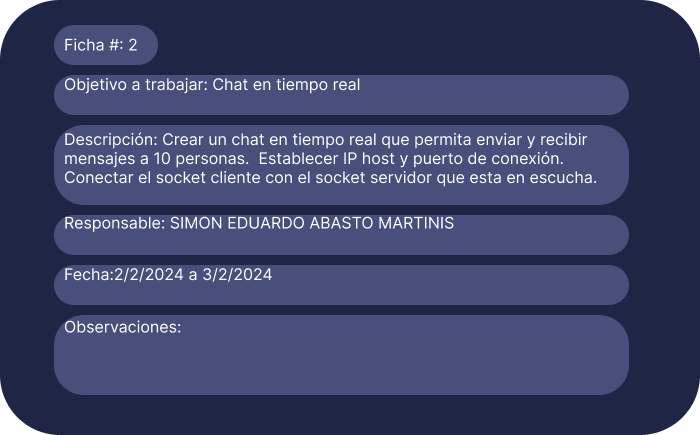 Ficha #: 2
Objetivo a trabajar: Chat en tiempo real
Descripción: Crear un chat en tiempo real que permita enviar y recibir
mensajes a 10 personas.  Establecer IP host y puerto de conexión.
Conectar el socket cliente con el socket servidor que esta en escucha.
Responsable: SIMON EDUARDO ABASTO MARTINIS
Fecha:2/2/2024 a 3/2/2024
Observaciones: